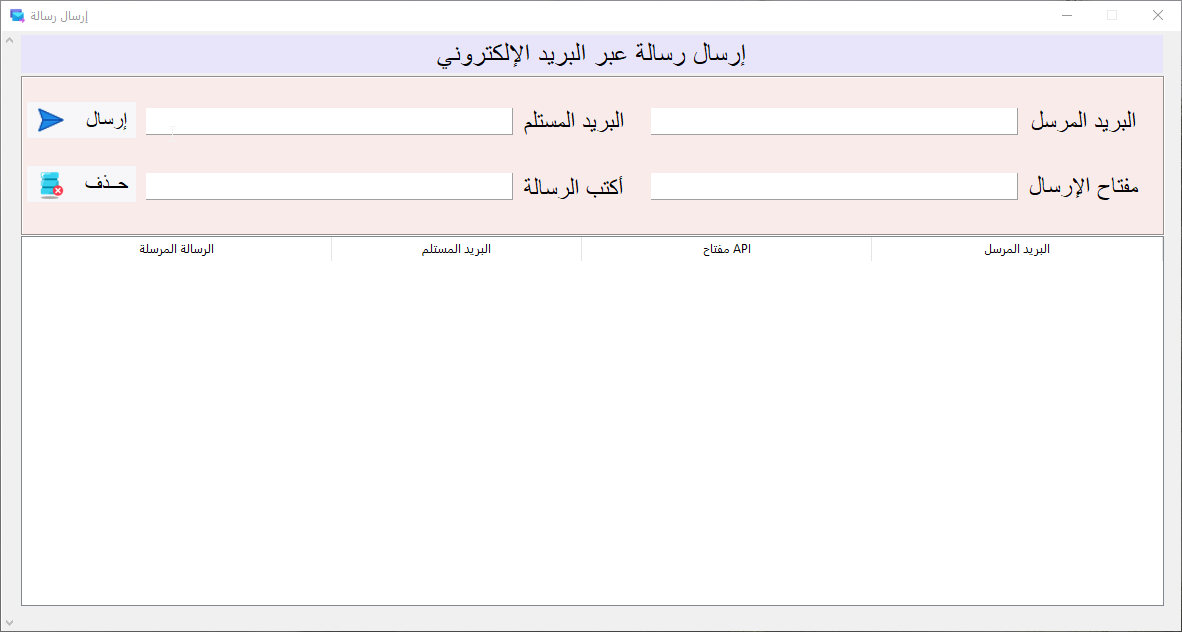 إرسال رسالة
إرسال رسالة عبر البريد الإلكتروني
البريد المرسل
البريد المستلم
إرسال
مفتاح الإرسال
أكتب الرسالة
حــذف
البريد المرسل
مفتاح API
البريد المستلم
الرسالة المرسلة